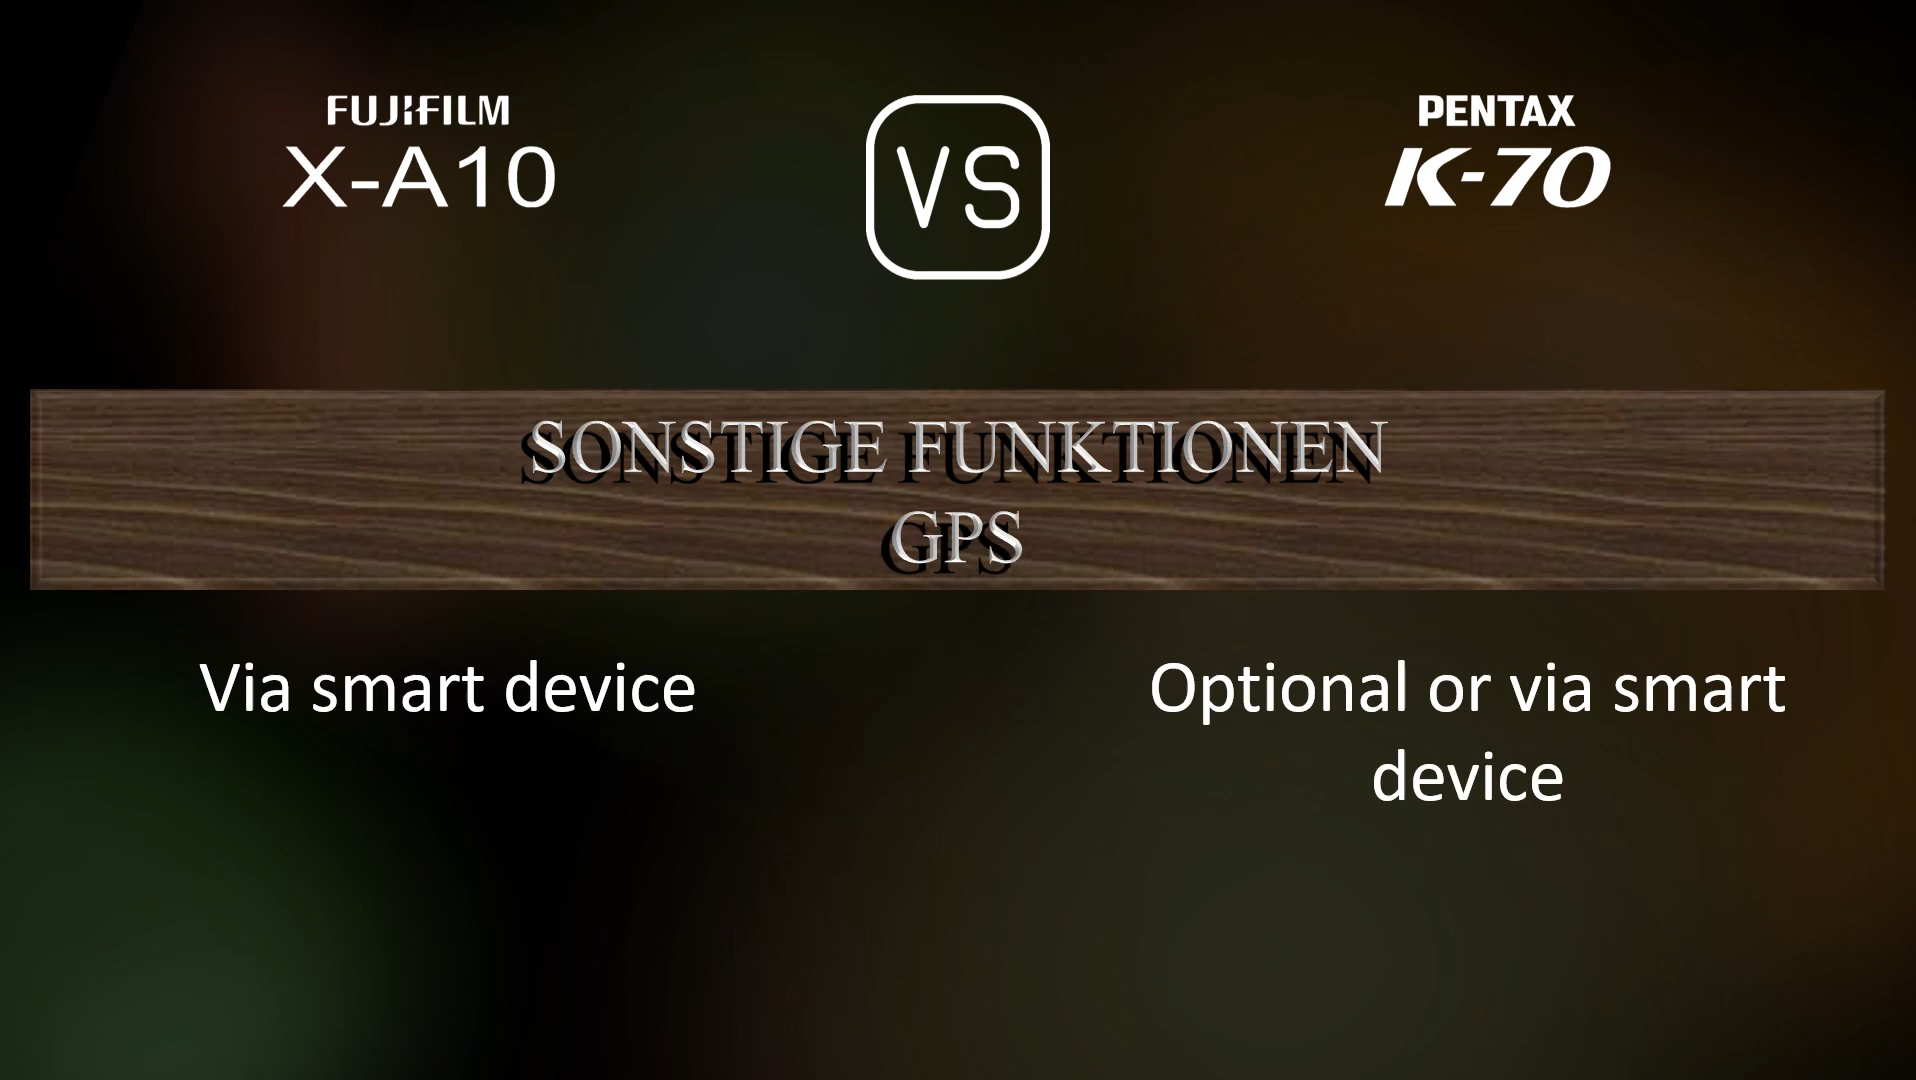 FUJIFILM
X-A10
VS
PENTAX
K-70
SONSTIGE FUNKTIONEN
GPS
Via smart device
Optional or via smart
device